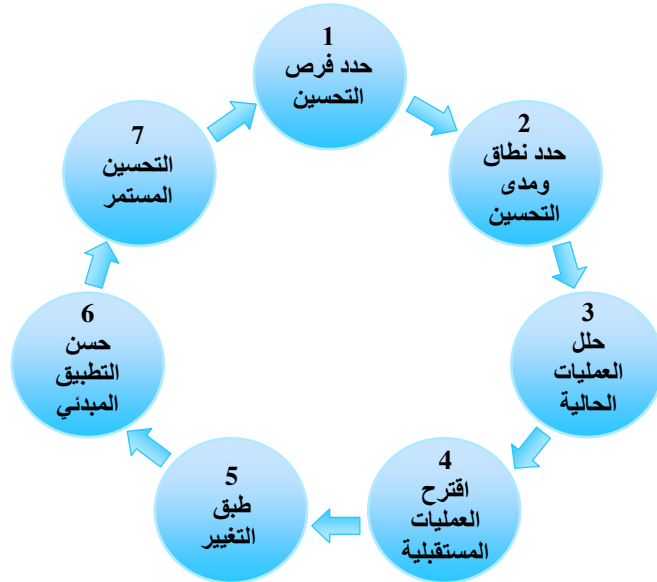 1
حدد فرص
التحسين
2
حدد نطاق
ومدى
التحسين
3
حلل
العمليات
الحالية
4
اقترح
العمليات
المستقبلية
5
طبق
التغيير
6
حسن
التطبيق
المبدئي
7
التحسين
المستمر